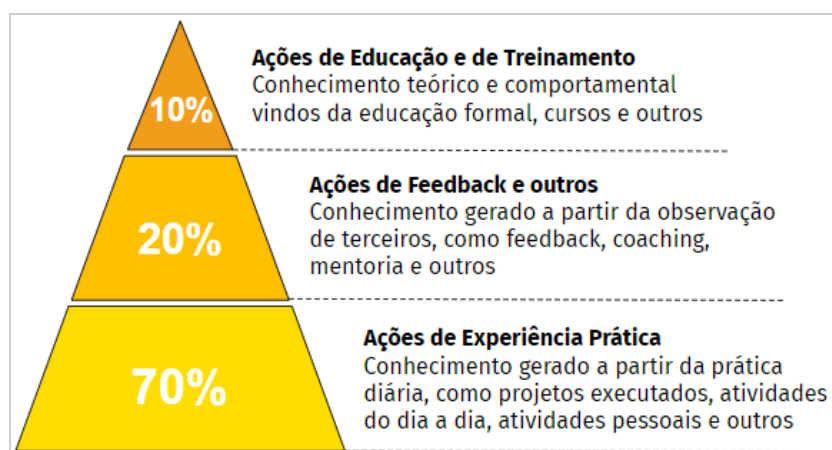 10%
Ações de Educação e de Treinamento
Conhecimento teórico e comportamental
vindos da educação formal, cursos e outros
20%
Ações de Feedback e outros
Conhecimento gerado a partir da observação
de terceiros, como feedback, coaching,
mentoria e outros
70%
Ações de Experiência Prática
Conhecimento gerado a partir da prática
diária, como projetos executados, atividades
do dia a dia, atividades pessoais e outros